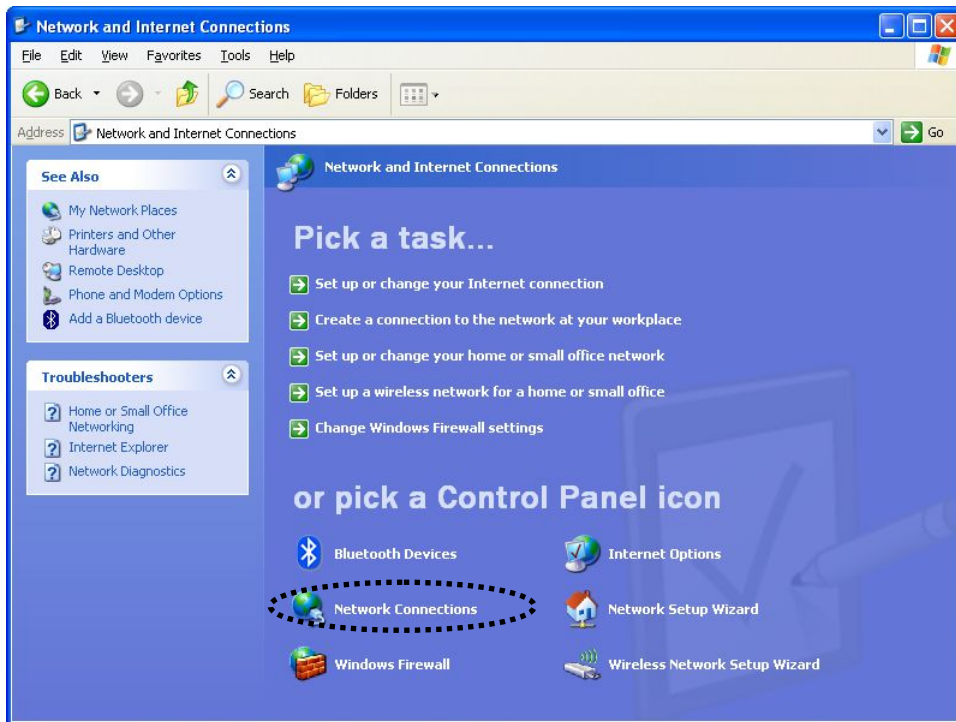 Network and Internet Connections
File Edit View Favorites Tools Help
Back Search Folders
Address Network and Internet Connections Go
See Also
My Network Places
Printers and Other
Hardware
Remote Desktop
Phone and Modem Options
Add a Bluetooth device
Troubleshooters
Home or Small Office
Networking
Internet Explorer
Network Diagnostics
Network and Internet Connections
Pick a task...
Set up or change your Internet connection
Create a connection to the network at your workplace
Set up or change your home or small office network
Set up a wireless network for a home or small office
Change Windows Firewall settings
or pick a Control Panel icon
Bluetooth Devices
Internet Options
Network Connections
Network Setup Wizard
Windows Firewall
Wireless Network Setup Wizard